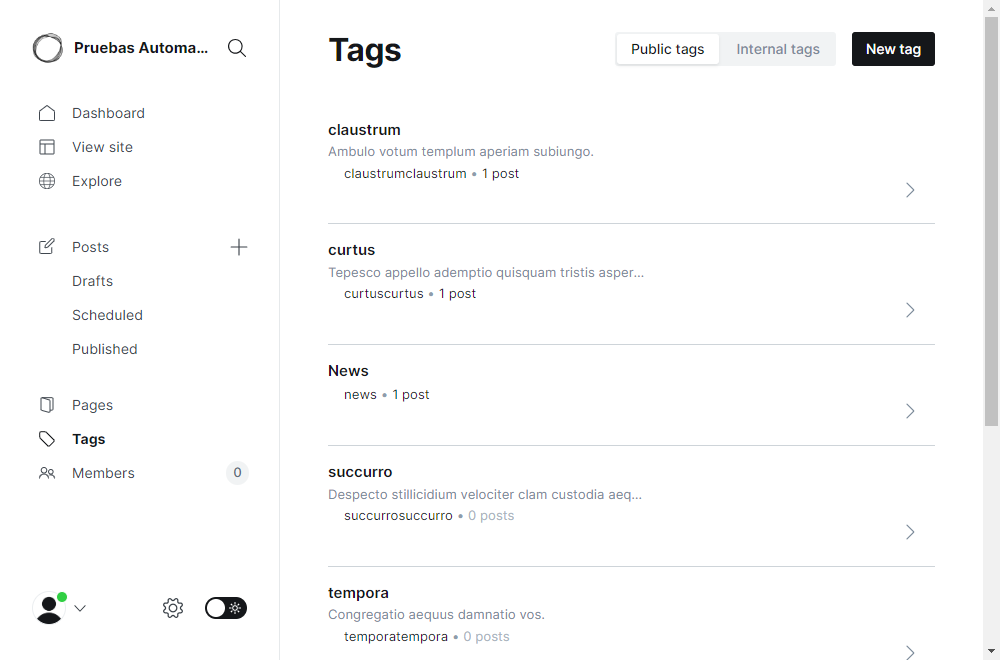 Pruebas Automa...
Dashboard
View site
Explore
Posts
Drafts
Scheduled
Published
Pages
Tags
Members
0
Tags
Public tags
Internal tags
New tag
claustrum
Ambulo votum templum aperiam subiungo.
claustrumclaustrum • 1 post
curtus
Tepesco appello ademptio quisquam tristis asper...
curtuscurtus • 1 post
News
news • 1 post
succurro
Despecto stillicidium velociter clam custodia aeq...
succurrosuccurro • 0 posts
tempora
Congregatio aequus damnatio vos.
temporatempora • 0 posts